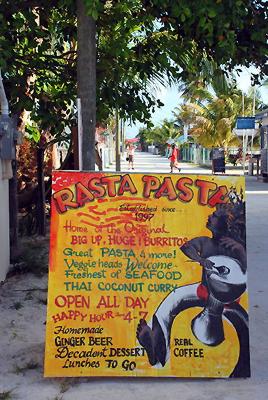 RASTA PASTA
Established since...
1997
Home of the Original
BIG UP, HUGE! BURRITOS
Great PASTA & more!
Veggie heads Welcome
Freshest of SEAFOOD
THAI COCONUT CURRY
OPEN ALL DAY
HAPPY HOUR 4-7
Homemade
GINGER BEER
Decadent DESSERT
Lunches TO GO
REAL
COFFEE